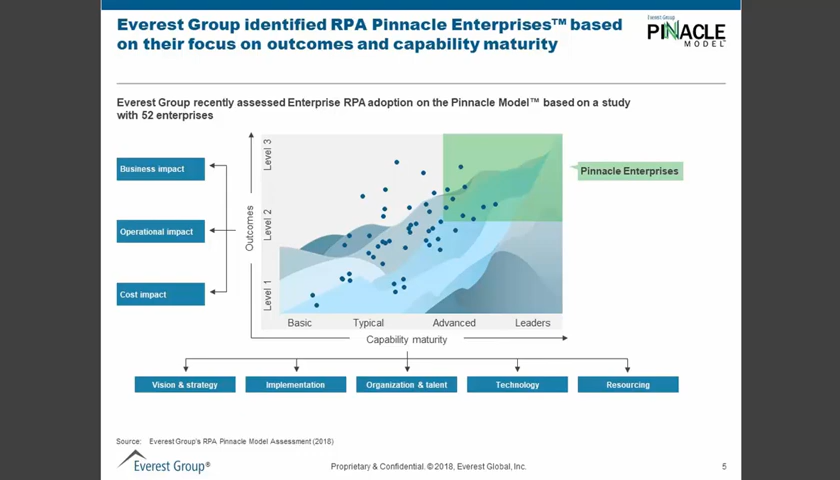 Everest Group identified RPA Pinnacle Enterprises™ based
on their focus on outcomes and capability maturity
Everest Group
PINACLE
MODEL™
Everest Group recently assessed Enterprise RPA adoption on the Pinnacle Model™ based on a study
with 52 enterprises
Business impact
Operational impact
Cost impact
Outcomes
Level 3
Level 2
Level 1
Pinnacle Enterprises
Basic
Typical
Advanced
Leaders
Capability maturity
Vision & strategy
Implementation
Organization & talent
Technology
Resourcing
Source: Everest Group's RPA Pinnacle Model Assessment (2018)
Everest Group®
Proprietary & Confidential. © 2018, Everest Global, Inc.
5